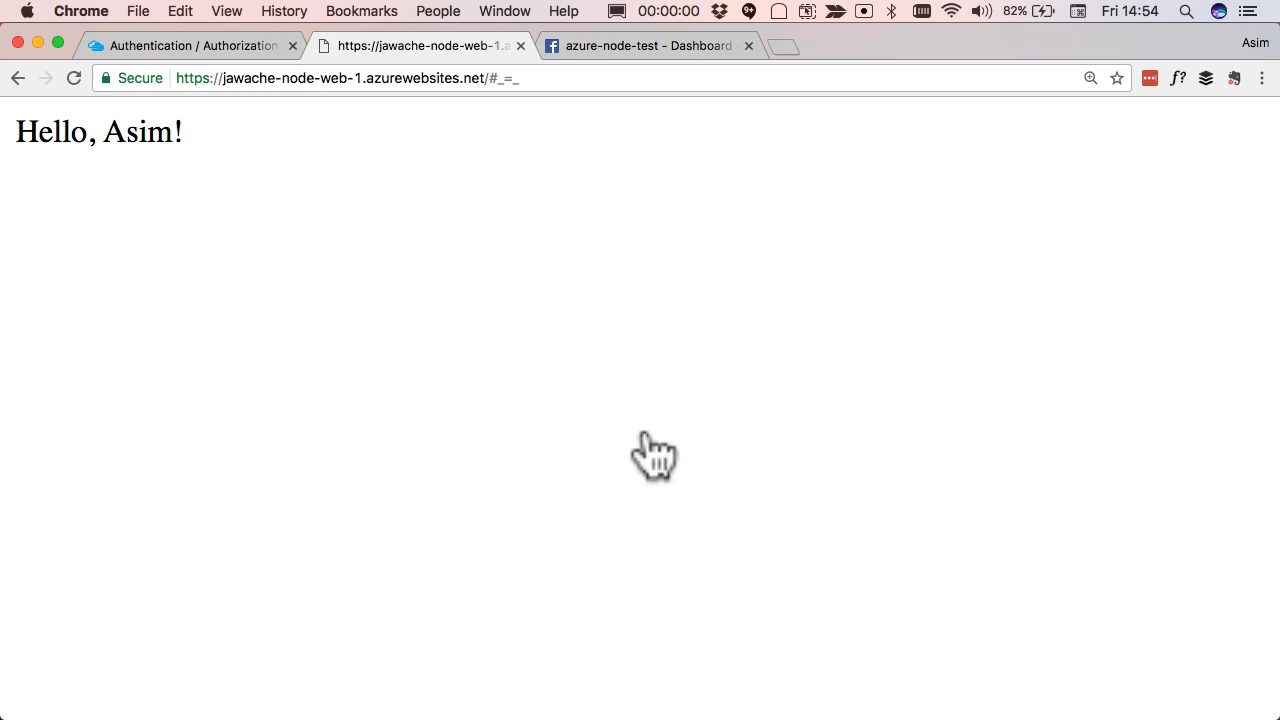 Chrome File Edit View History Bookmarks People Window Help 00:00:00 9+ 82% Fri 14:54
Authentication / Authorization https://jawache-node-web-1.a azure-node-test - Dashboard - Asim
Secure https://jawache-node-web-1.azurewebsites.net/#_=_ f?
Hello, Asim!